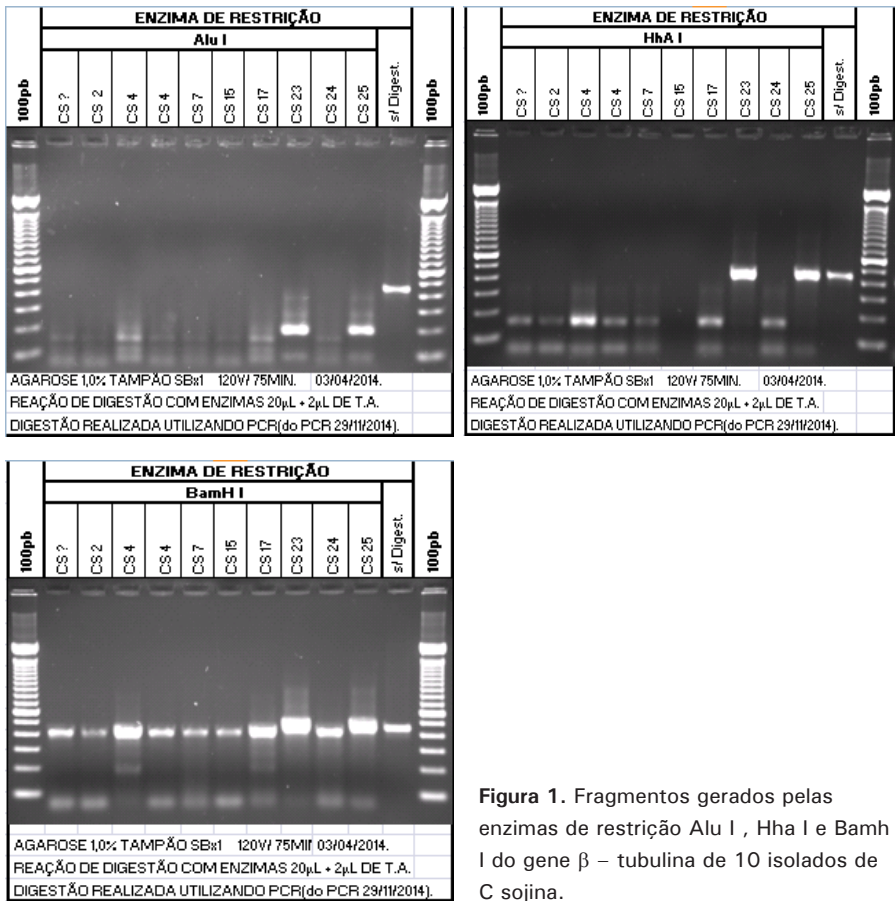 ENZIMA DE RESTRIÇÃO
Alu I
100pb
CS ?
CS 2
CS 4
CS 4
CS 7
CS 15
CS 17
CS 23
CS 24
CS 25
s/ Digest.
100pb
AGAROSE 1,0% TAMPÃO SBx1 120V/ 75MIN. 03/04/2014.
REAÇÃO DE DIGESTÃO COM ENZIMAS 20µL + 2µL DE T.A.
DIGESTÃO REALIZADA UTILIZANDO PCR(do PCR 29/11/2014).
ENZIMA DE RESTRIÇÃO
HhA I
100pb
CS ?
CS 2
CS 4
CS 4
CS 7
CS 15
CS 17
CS 23
CS 24
CS 25
s/ Digest.
100pb
AGAROSE 1,0% TAMPÃO SBx1 120V/ 75MIN. 03/04/2014.
REAÇÃO DE DIGESTÃO COM ENZIMAS 20µL + 2µL DE T.A.
DIGESTÃO REALIZADA UTILIZANDO PCR(do PCR 29/11/2014).
ENZIMA DE RESTRIÇÃO
BamH I
100pb
CS ?
CS 2
CS 4
CS 4
CS 7
CS 15
CS 17
CS 23
CS 24
CS 25
s/ Digest.
100pb
AGAROSE 1,0% TAMPÃO SBx1 120V/ 75MIN 03/04/2014.
REAÇÃO DE DIGESTÃO COM ENZIMAS 20µL + 2µL DE T.A.
DIGESTÃO REALIZADA UTILIZANDO PCR(do PCR 29/11/2014).
Figura 1. Fragmentos gerados pelas
enzimas de restrição Alu I , Hha I e Bamh
I do gene β – tubulina de 10 isolados de
C sojina.